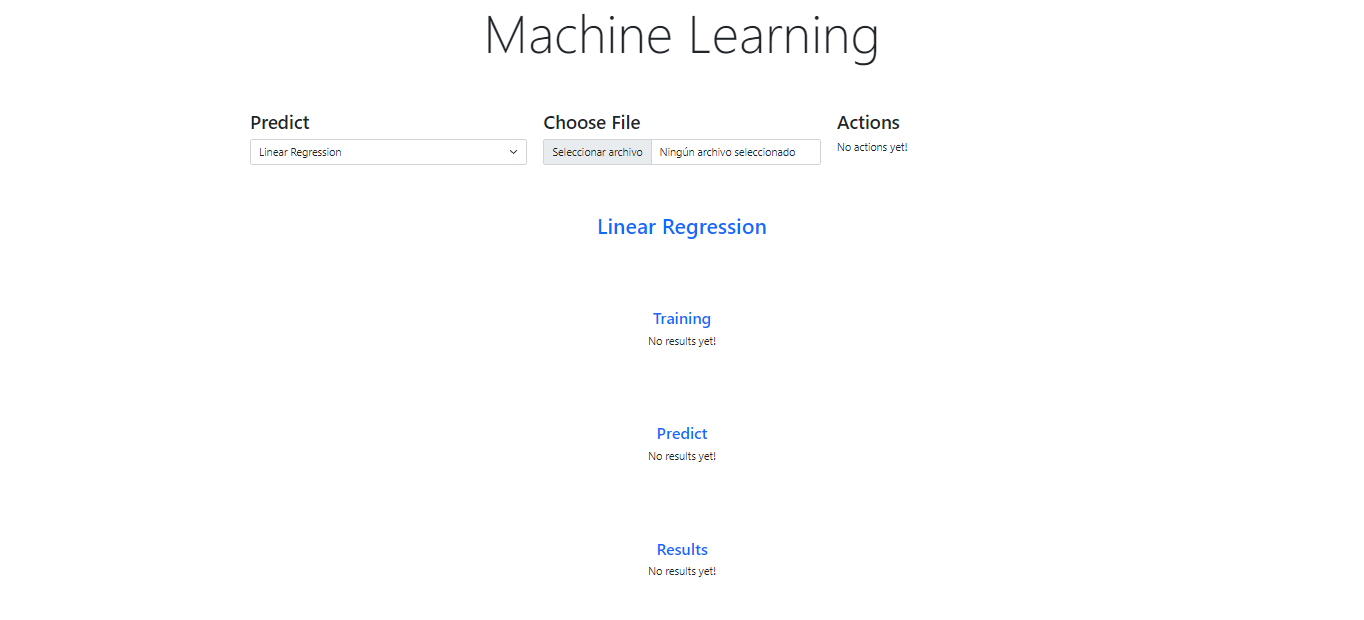 Machine Learning
Predict
Choose File
Actions
Linear Regression
Seleccionar archivo
Ningún archivo seleccionado
No actions yet!
Linear Regression
Training
No results yet!
Predict
No results yet!
Results
No results yet!